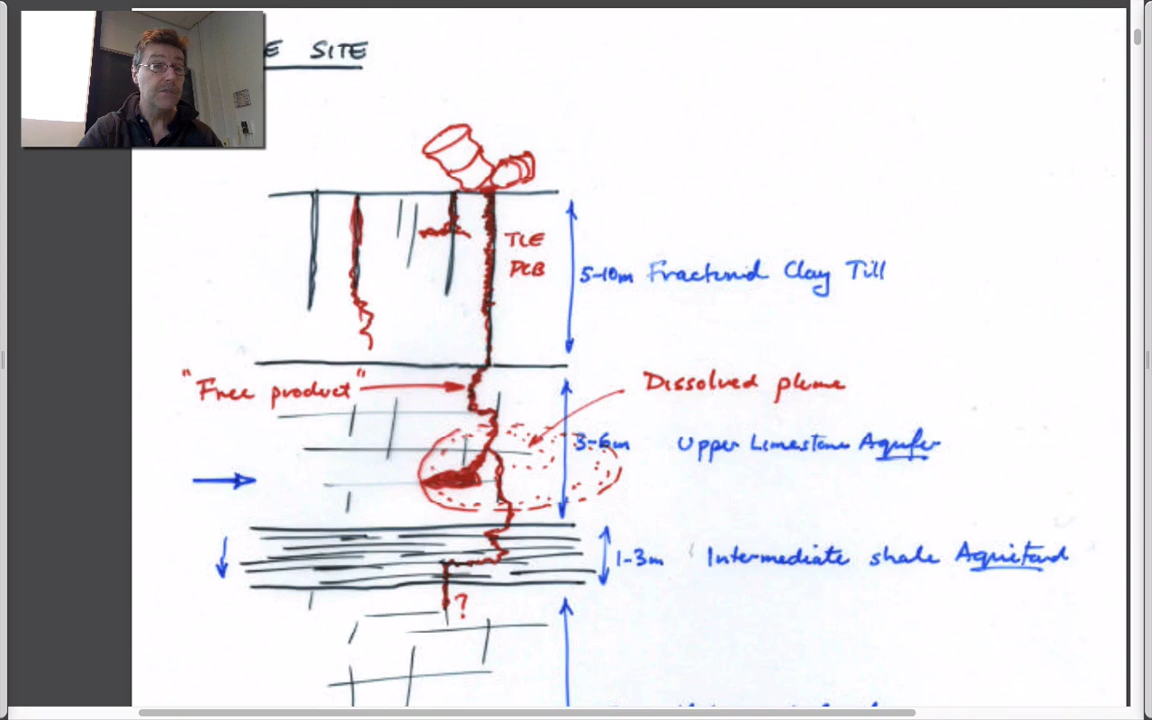 E SITE
TCE
PCB
5-10m Fractured Clay Till
"Free product"
Dissolved plume
3-6m Upper Limestone Aquifer
1-3m Intermediate shale Aquitard
?